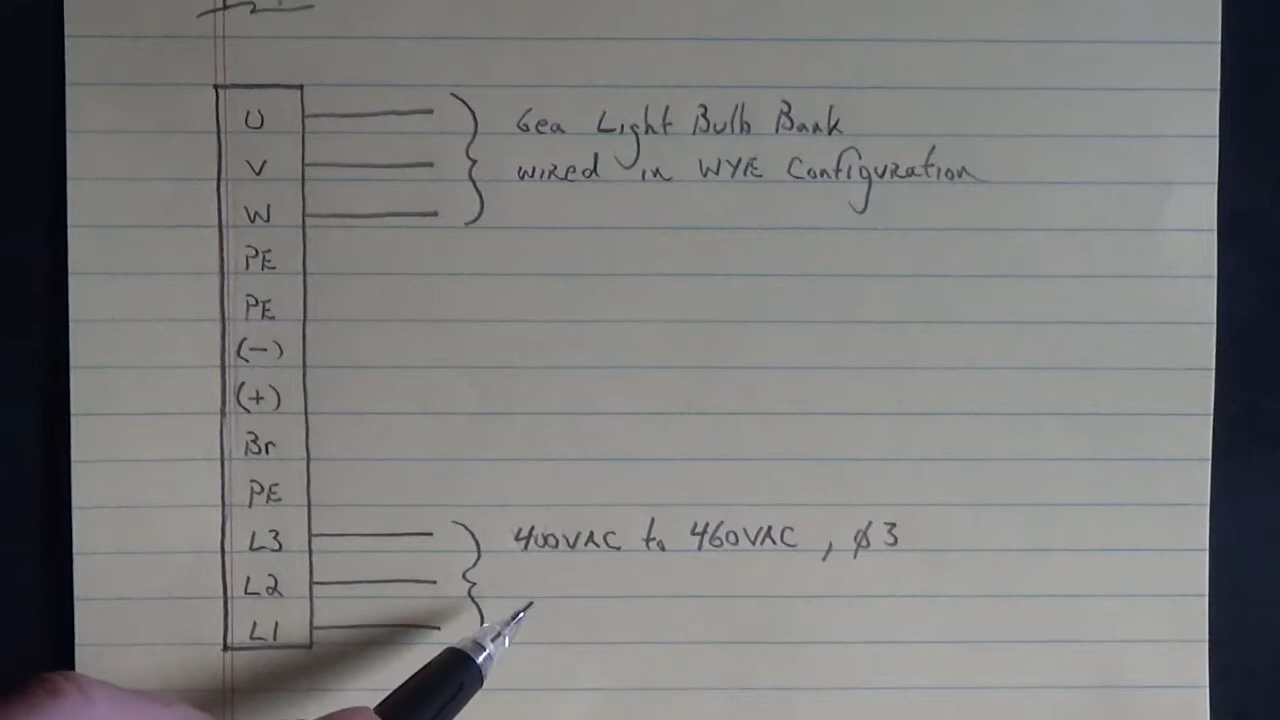 U
V
W
PE
PE
(-)
(+)
Br
PE
L3
L2
L1
6ea Light Bulb Bank
wired in WYE Configuration
400VAC to 460VAC, ø3